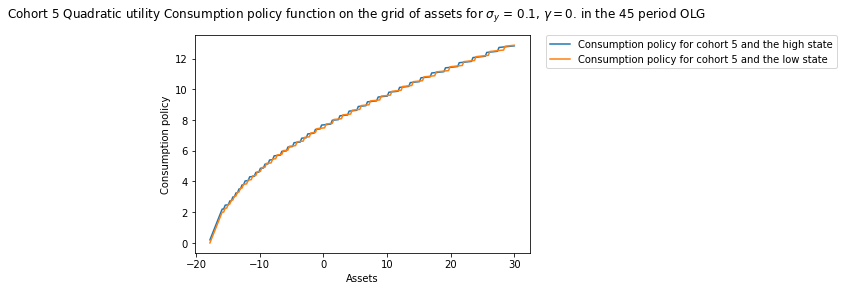 Cohort 5 Quadratic utility Consumption policy function on the grid of assets for σy = 0.1, γ = 0. in the 45 period OLG
Consumption policy for cohort 5 and the high state
Consumption policy for cohort 5 and the low state
Consumption policy
12
10
8
6
4
2
0
−20 −10 0 10 20 30
Assets